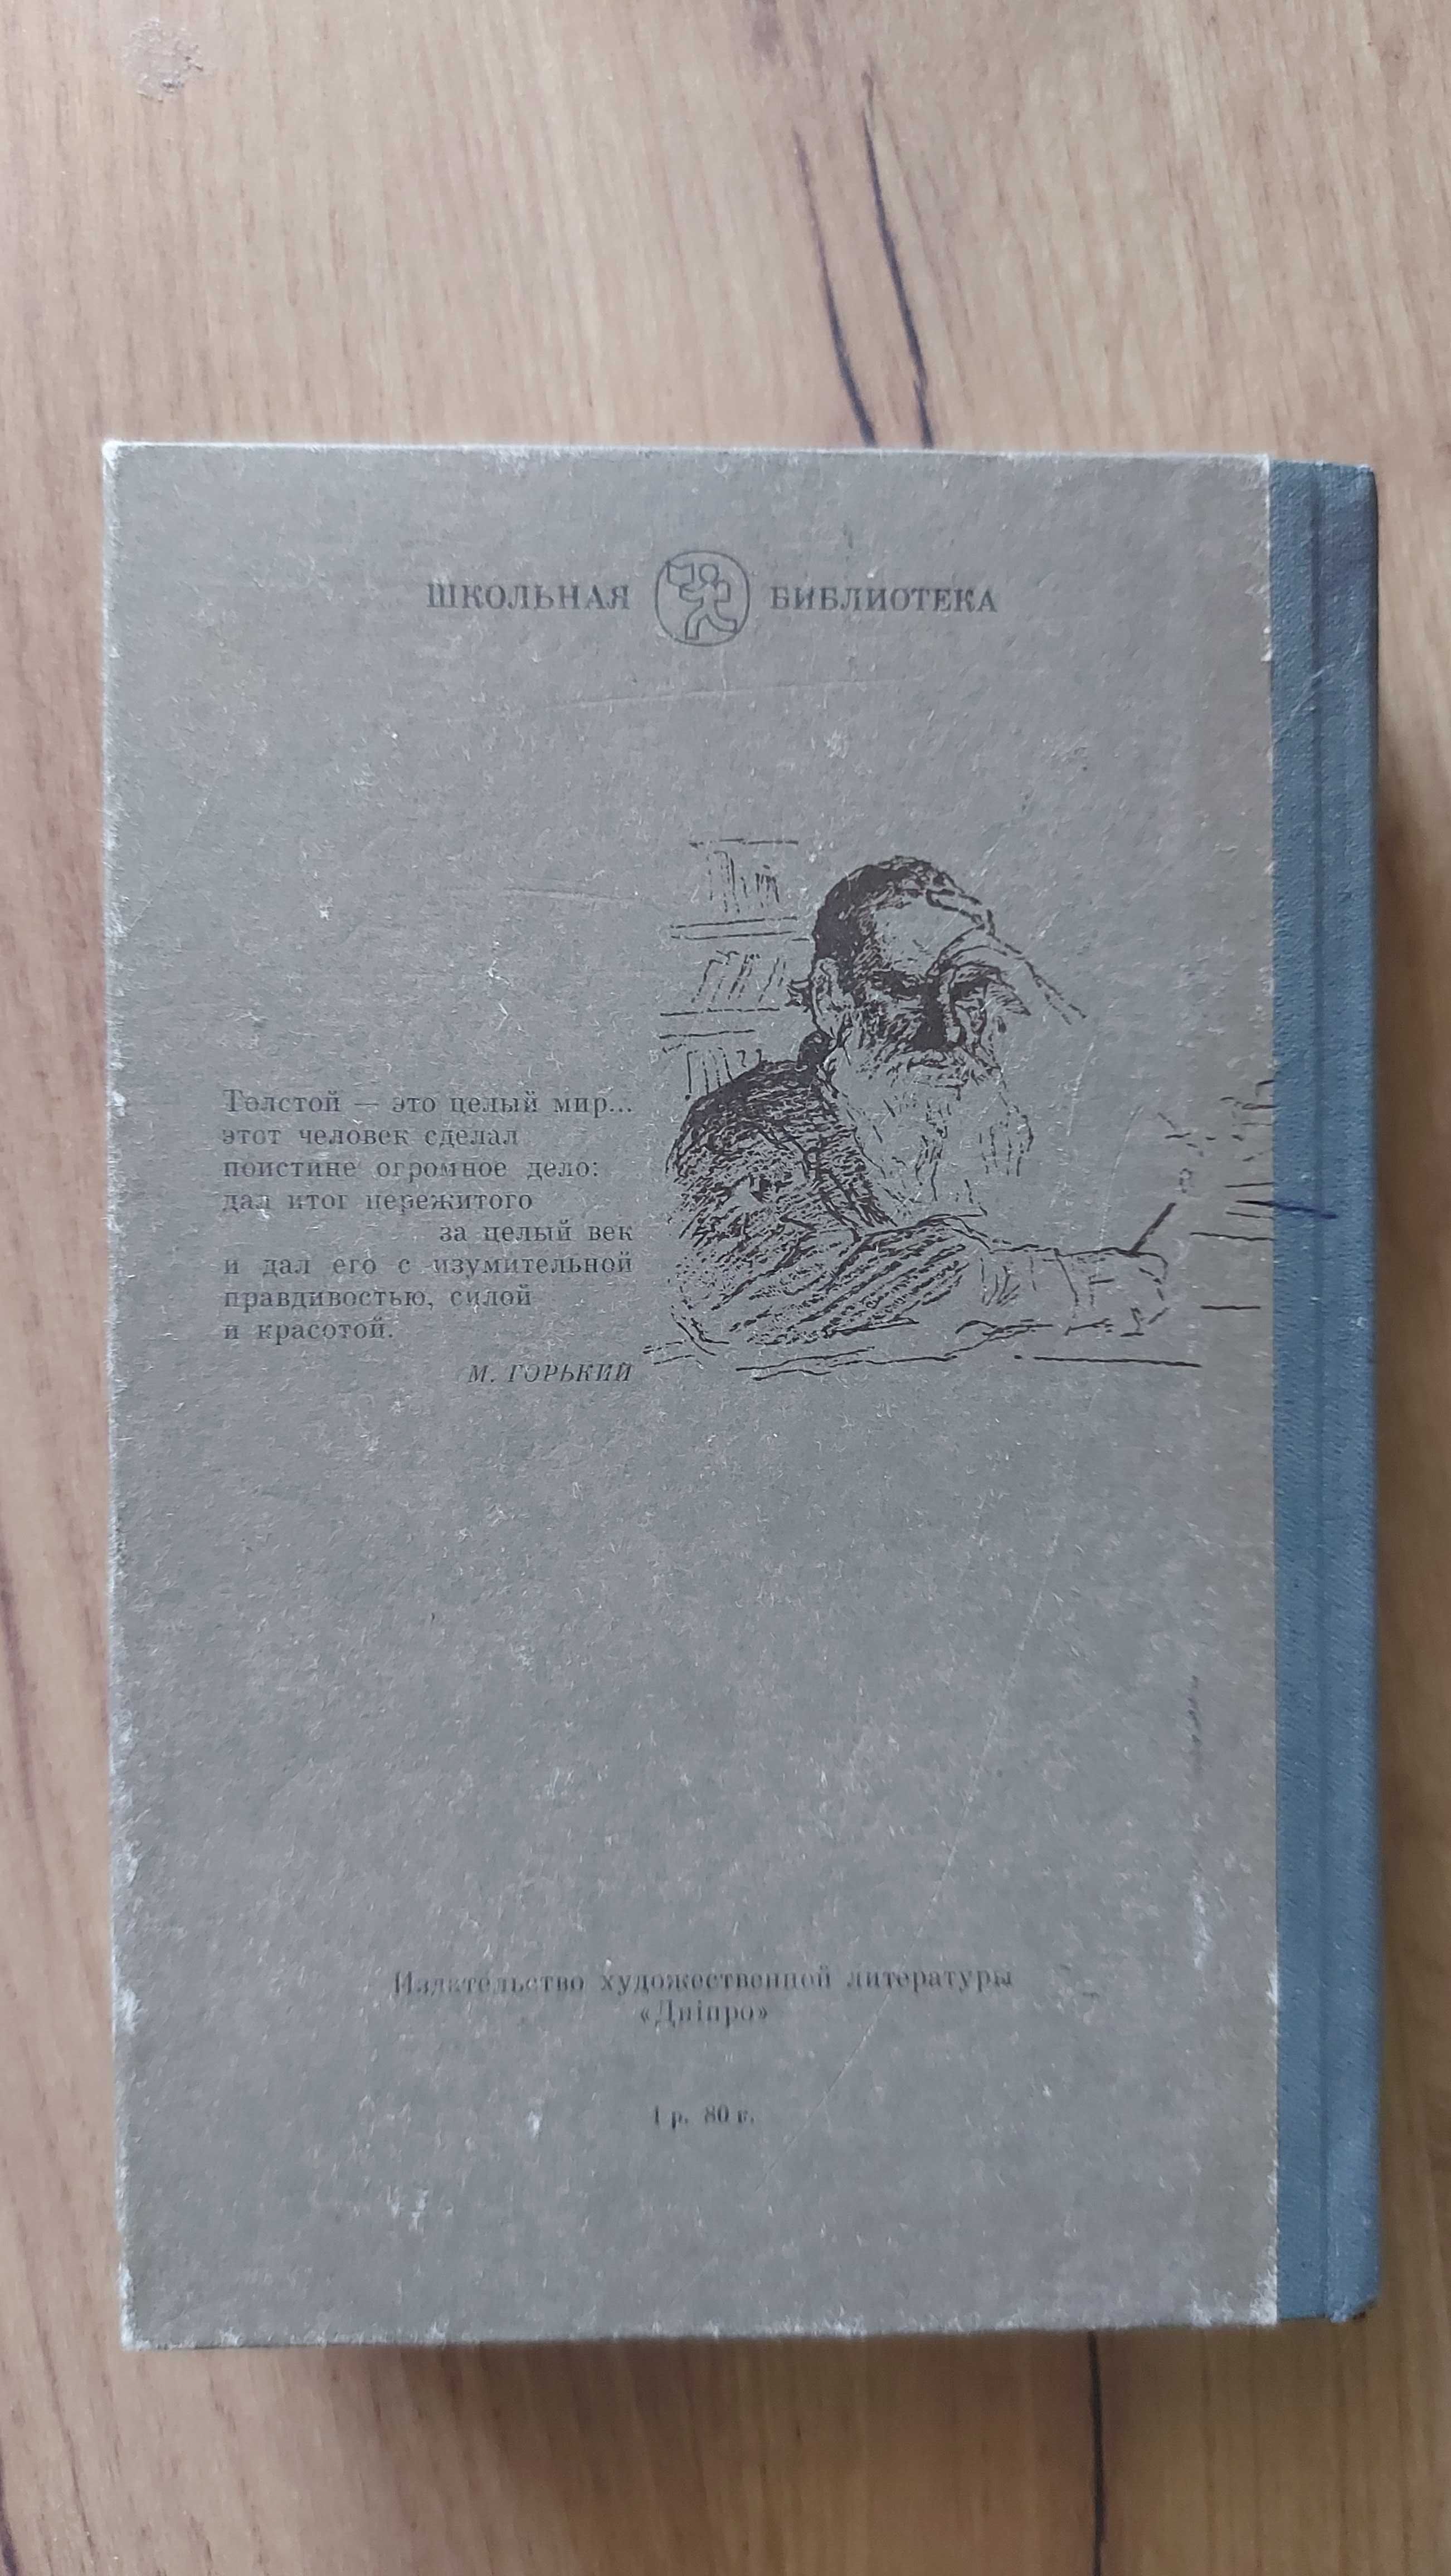 ШКОЛЬНАЯ БИБЛИОТЕКА
Толстой — это целый мир...
этот человек сделал
поистине огромное дело:
дал итог пережитого
за целый век
и дал его с изумительной
правдивостью, силой
и красотой.
М. ГОРЬКИЙ
Издательство художественной литературы
«Дніпро»
1 р. 80 к.